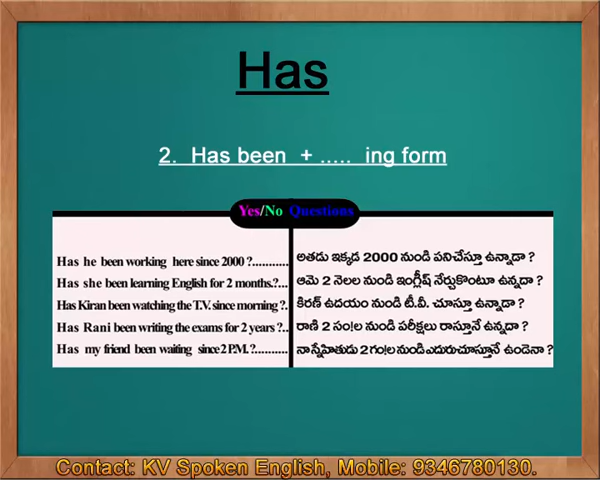 Has
2. Has been + ..... ing form
Yes/No Questions
Has he been working here since 2000 ?...........
అతడు ఇక్కడ 2000 నుండి పనిచేస్తూ ఉన్నాడా ?
Has she been learning English for 2 months.?...
ఆమె 2 నెలల నుండి ఇంగ్లీష్ నేర్చుకొంటూ ఉన్నదా ?
Has Kiran been watching the T.V. since morning ?.
కిరణ్ ఉదయం నుండి టి.వి. చూస్తూ ఉన్నాడా ?
Has Rani been writing the exams for 2 years ?..
రాణి 2 సం!ల నుండి పరీక్షలు రాస్తూనే ఉన్నదా ?
Has my friend been waiting since 2 P.M. ?..........
నా స్నేహితుడు 2 గం!ల నుండి ఎదురుచూస్తూనే ఉండెనా ?
Contact: KV Spoken English, Mobile: 9346780130.